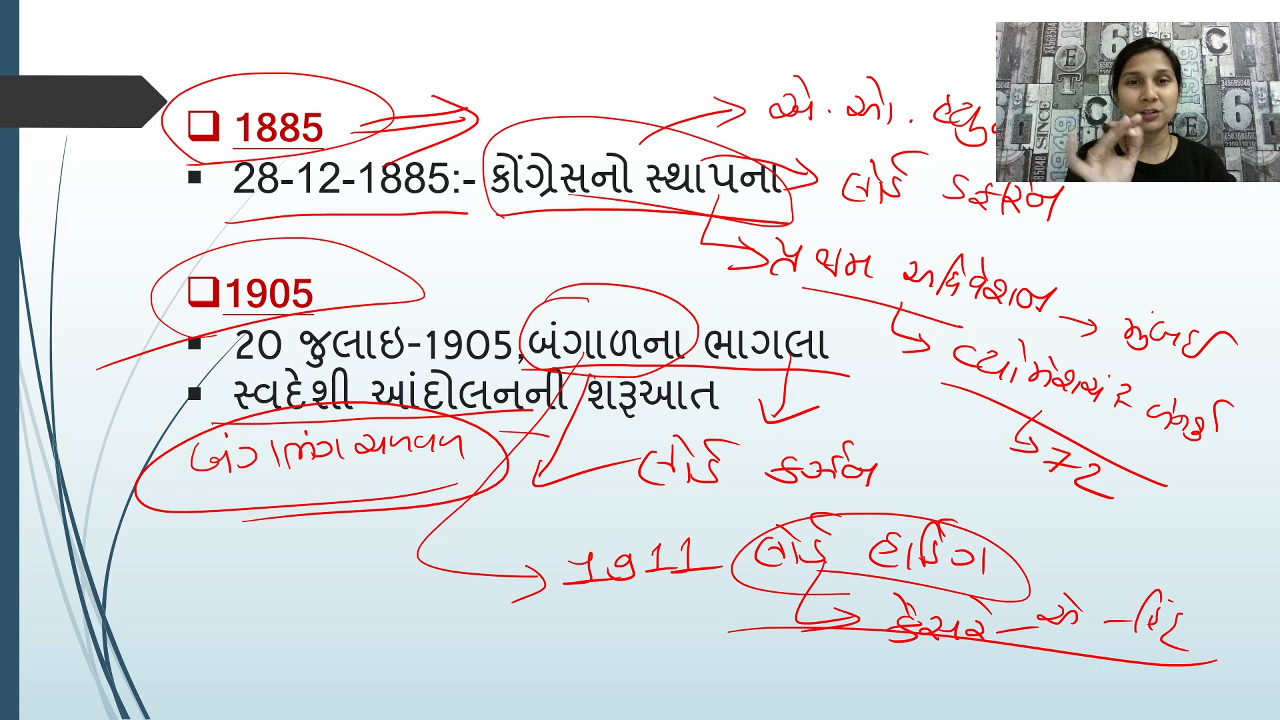 1885
એ. ઓ.
28-12-1885:- કોંગ્રેસનો સ્થાપના
લોર્ડ ડફરિન
પ્રથમ અધિવેશન → મુંબઈ
1905
20 જુલાઇ-1905,બંગાળના ભાગલા
વ્યોમેશચંદ્ર બેનર્જી
72
સ્વદેશી આંદોલનની શરૂઆત
બંગભંગ ચળવળ
લોર્ડ કર્ઝન
1911 લોર્ડ હાર્ડિંગ
કેસરે-એ-હિંદ